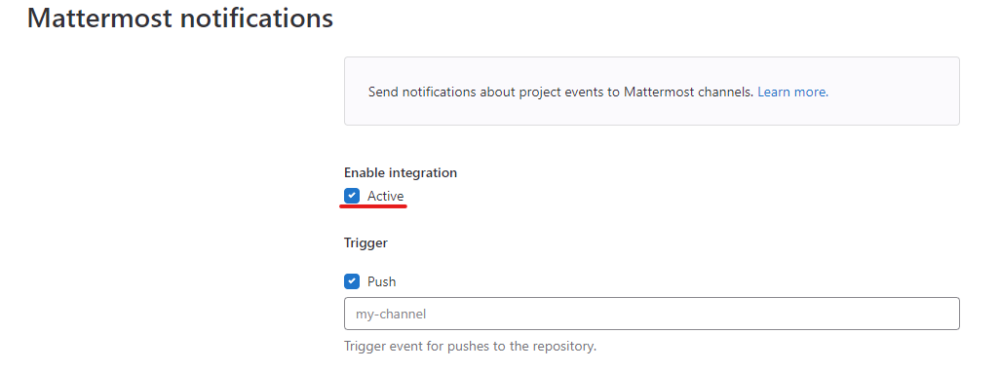 Mattermost notifications
Send notifications about project events to Mattermost channels. Learn more.
Enable integration
Active
Trigger
Push
my-channel
Trigger event for pushes to the repository.